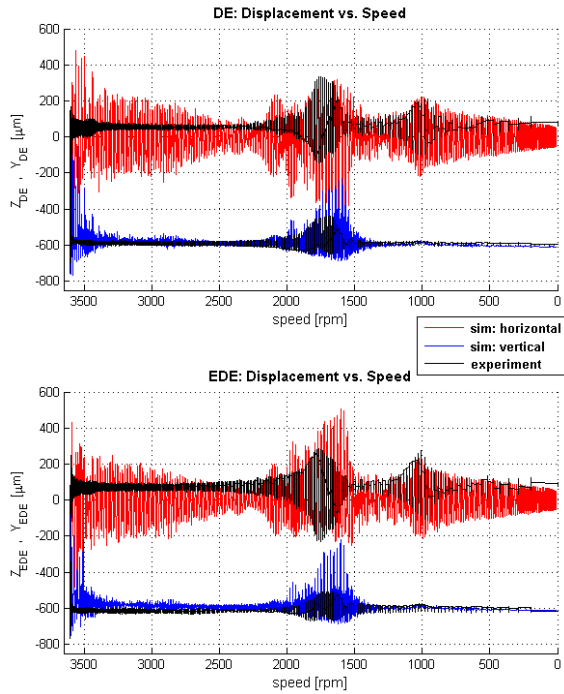 DE: Displacement vs. Speed
600
400
200
0
-200
-400
-600
-800
Z_DE , Y_DE [µm]
3500 3000 2500 2000 1500 1000 500 0
speed [rpm]
sim: horizontal
sim: vertical
experiment
EDE: Displacement vs. Speed
600
400
200
0
-200
-400
-600
-800
Z_EDE , Y_EDE [µm]
3500 3000 2500 2000 1500 1000 500 0
speed [rpm]